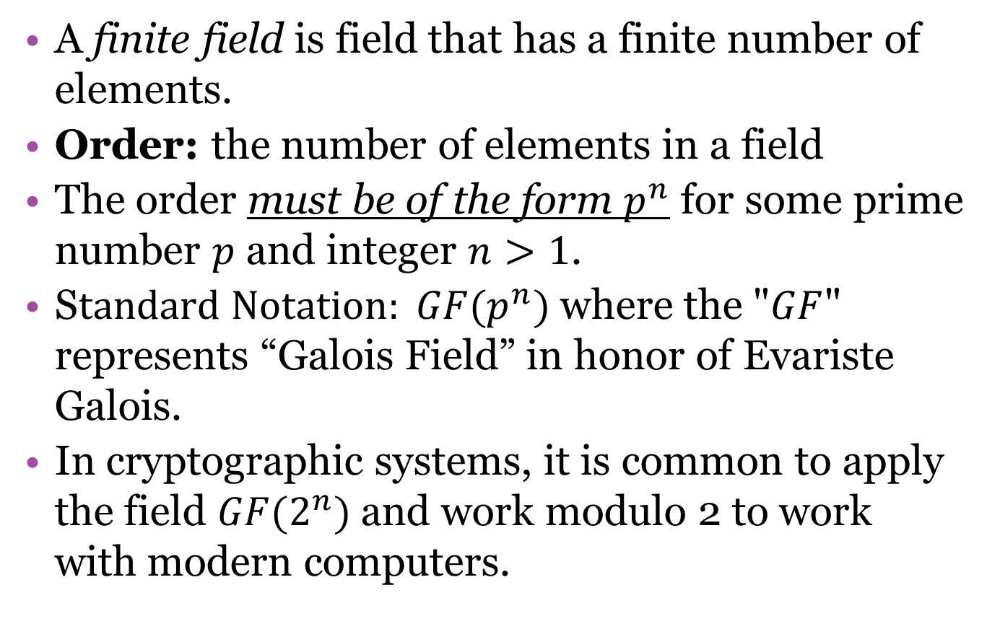 • A finite field is field that has a finite number of
elements.
• Order: the number of elements in a field
• The order must be of the form pⁿ for some prime
number p and integer n > 1.
• Standard Notation: GF(pⁿ) where the "GF"
represents “Galois Field” in honor of Evariste
Galois.
• In cryptographic systems, it is common to apply
the field GF(2ⁿ) and work modulo 2 to work
with modern computers.